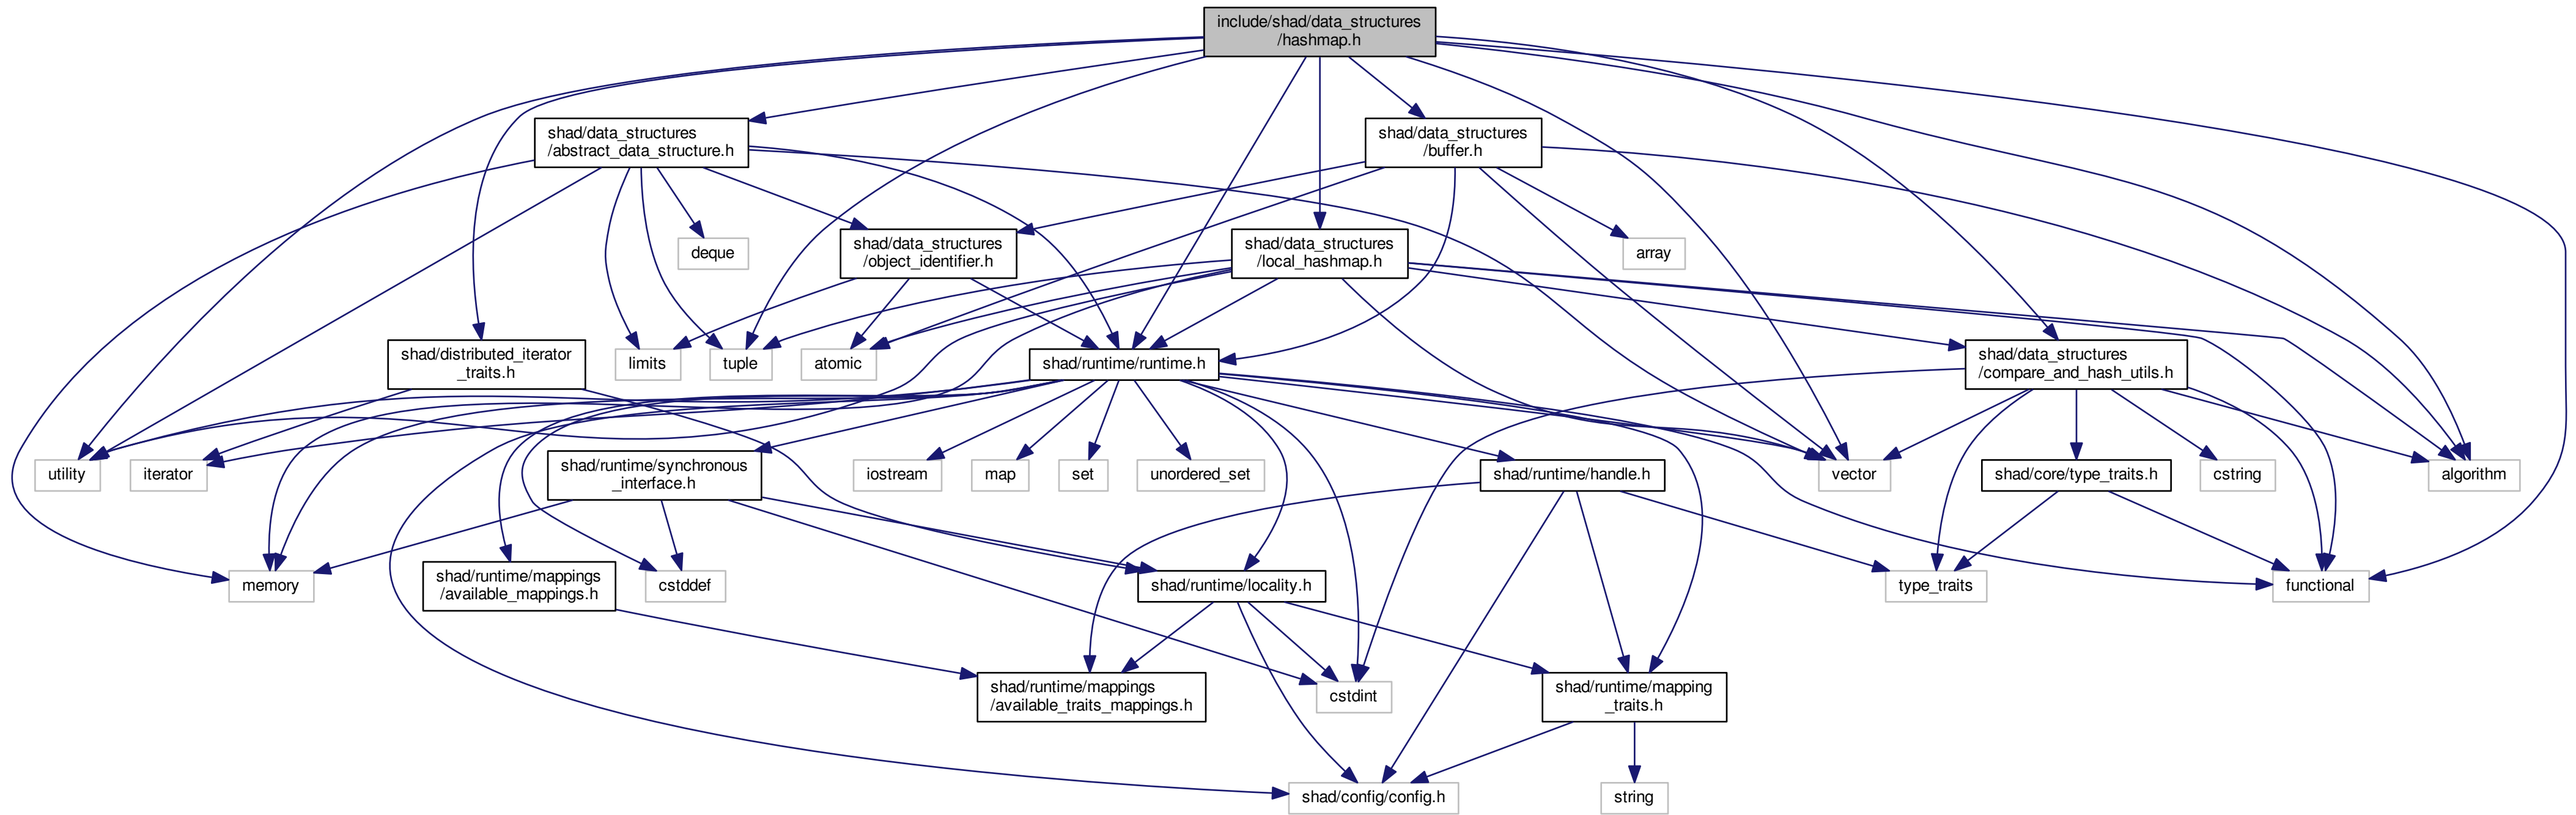 include/shad/data_structures
/hashmap.h
shad/data_structures
/abstract_data_structure.h
shad/data_structures
/buffer.h
deque
shad/data_structures
/object_identifier.h
shad/data_structures
/local_hashmap.h
array
shad/distributed_iterator
_traits.h
limits
tuple
atomic
shad/runtime/runtime.h
shad/data_structures
/compare_and_hash_utils.h
utility
iterator
shad/runtime/synchronous
_interface.h
iostream
map
set
unordered_set
shad/runtime/handle.h
vector
shad/core/type_traits.h
cstring
algorithm
memory
shad/runtime/mappings
/available_mappings.h
cstddef
shad/runtime/locality.h
type_traits
functional
shad/runtime/mappings
/available_traits_mappings.h
cstdint
shad/runtime/mapping
_traits.h
shad/config/config.h
string